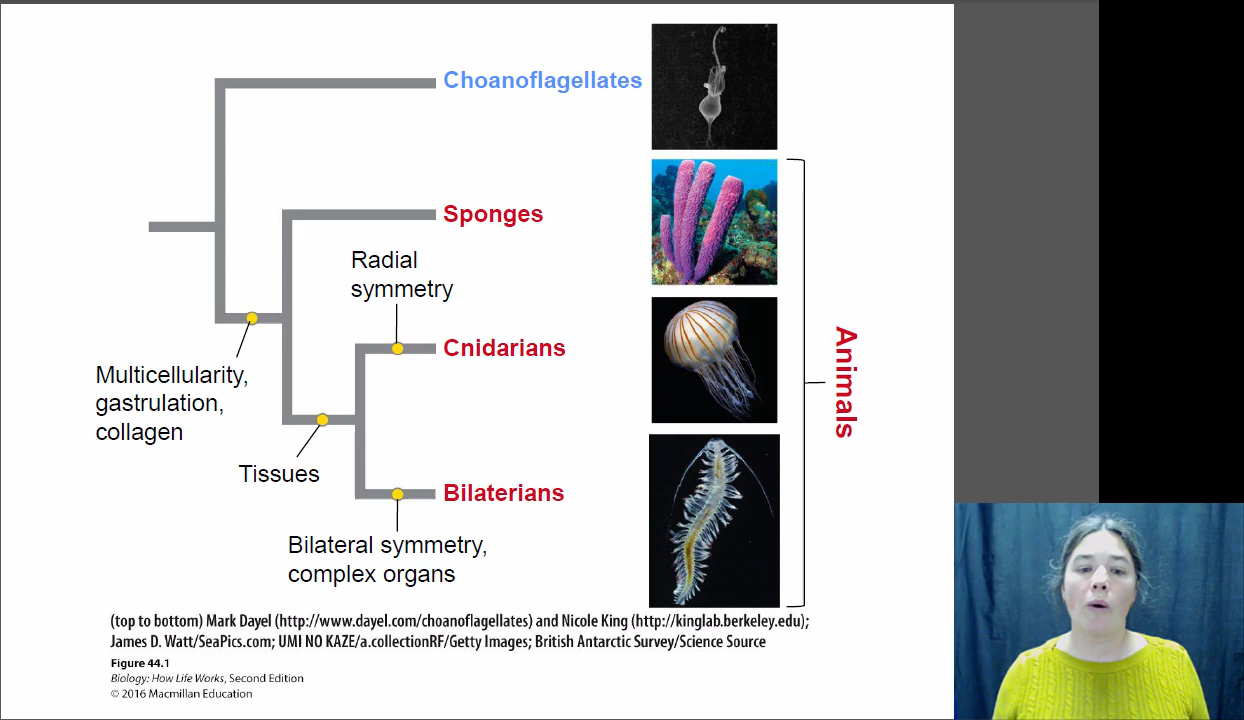 Choanoflagellates
Sponges
Radial
symmetry
Cnidarians
Multicellularity,
gastrulation,
collagen
Tissues
Bilaterians
Bilateral symmetry,
complex organs
Animals
(top to bottom) Mark Dayel (http://www.dayel.com/choanoflagellates) and Nicole King (http://kinglab.berkeley.edu);
James D. Watt/SeaPics.com; UMI NO KAZE/a.collectionRF/Getty Images; British Antarctic Survey/Science Source
Figure 44.1
Biology: How Life Works, Second Edition
© 2016 Macmillan Education